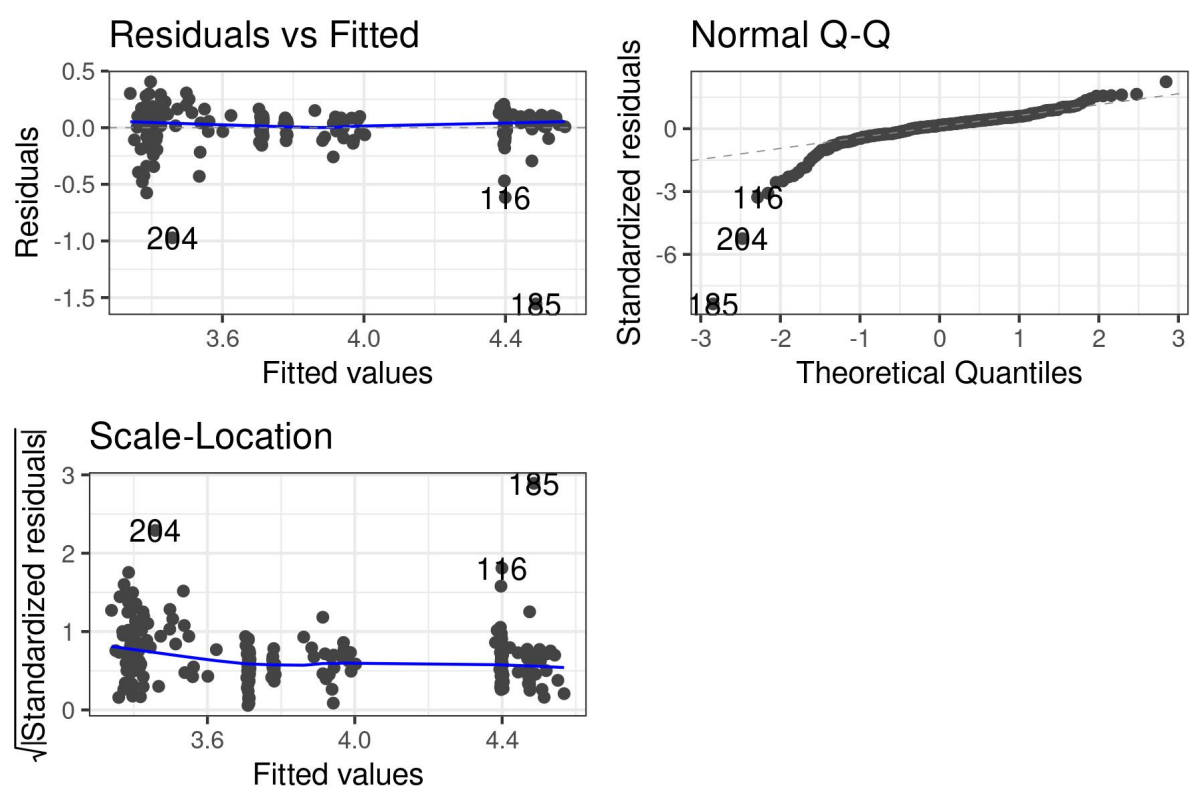 Residuals vs Fitted
0.5
0.0
-0.5
-1.0
-1.5
Residuals
116
204
185
3.6 4.0 4.4
Fitted values
Normal Q-Q
0
-3
-6
Standardized residuals
116
204
185
-3 -2 -1 0 1 2 3
Theoretical Quantiles
Scale-Location
3
2
1
0
√|Standardized residuals|
185
204
116
3.6 4.0 4.4
Fitted values